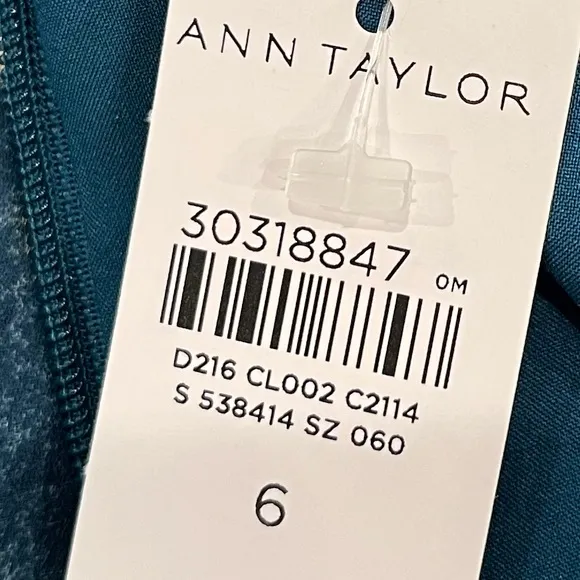 ANN TAYLOR
30318847 OM
D216 CL002 C2114
S 538414 SZ 060
6